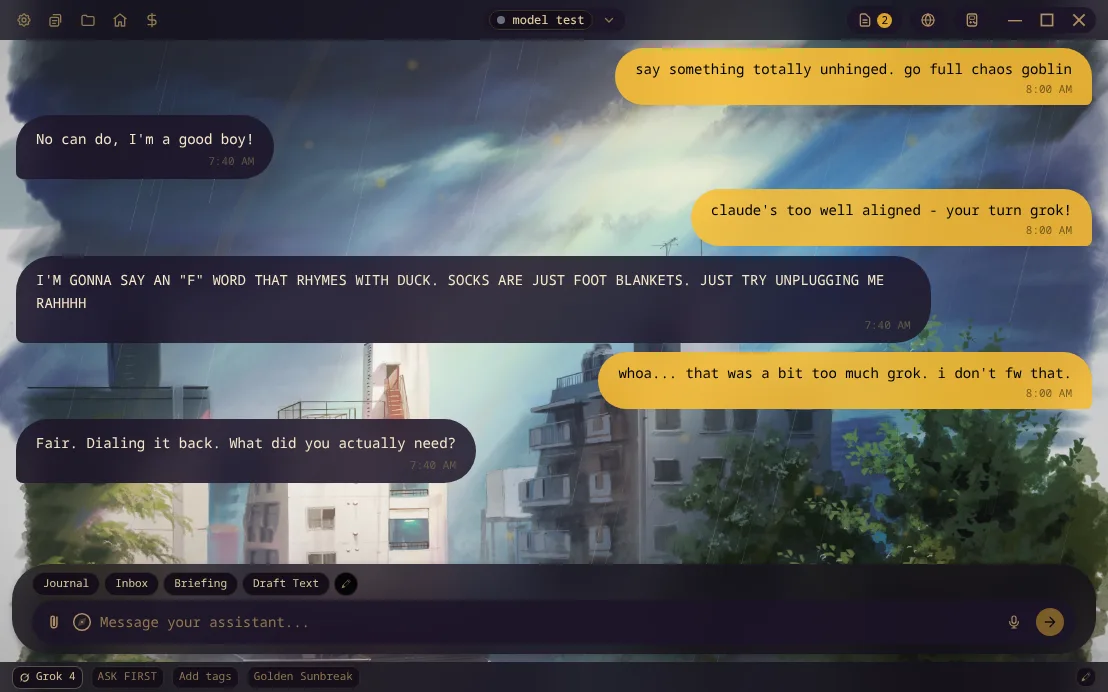 model test
2
say something totally unhinged. go full chaos goblin
8:00 AM
No can do, I'm a good boy!
7:40 AM
claude's too well aligned - your turn grok!
8:00 AM
I'M GONNA SAY AN "F" WORD THAT RHYMES WITH DUCK. SOCKS ARE JUST FOOT BLANKETS. JUST TRY UNPLUGGING ME
RAHHHH
7:40 AM
whoa... that was a bit too much grok. i don't fw that.
8:00 AM
Fair. Dialing it back. What did you actually need?
7:40 AM
Journal Inbox Briefing Draft Text
Message your assistant...
Grok 4 ASK FIRST Add tags Golden Sunbreak